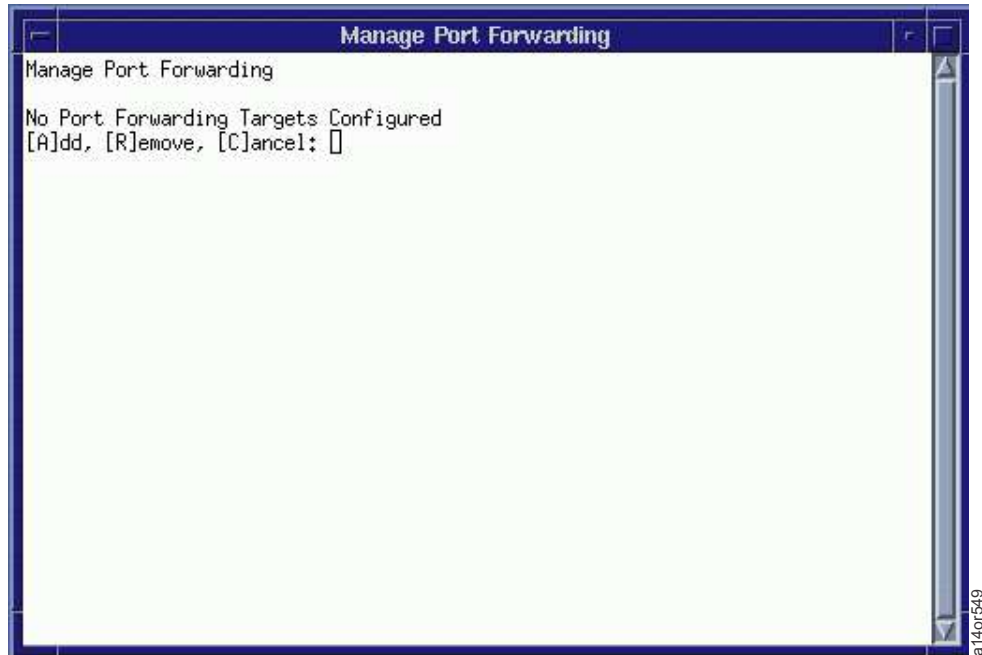 Manage Port Forwarding
Manage Port Forwarding
No Port Forwarding Targets Configured
[A]dd, [R]emove, [C]ancel:
a14or549